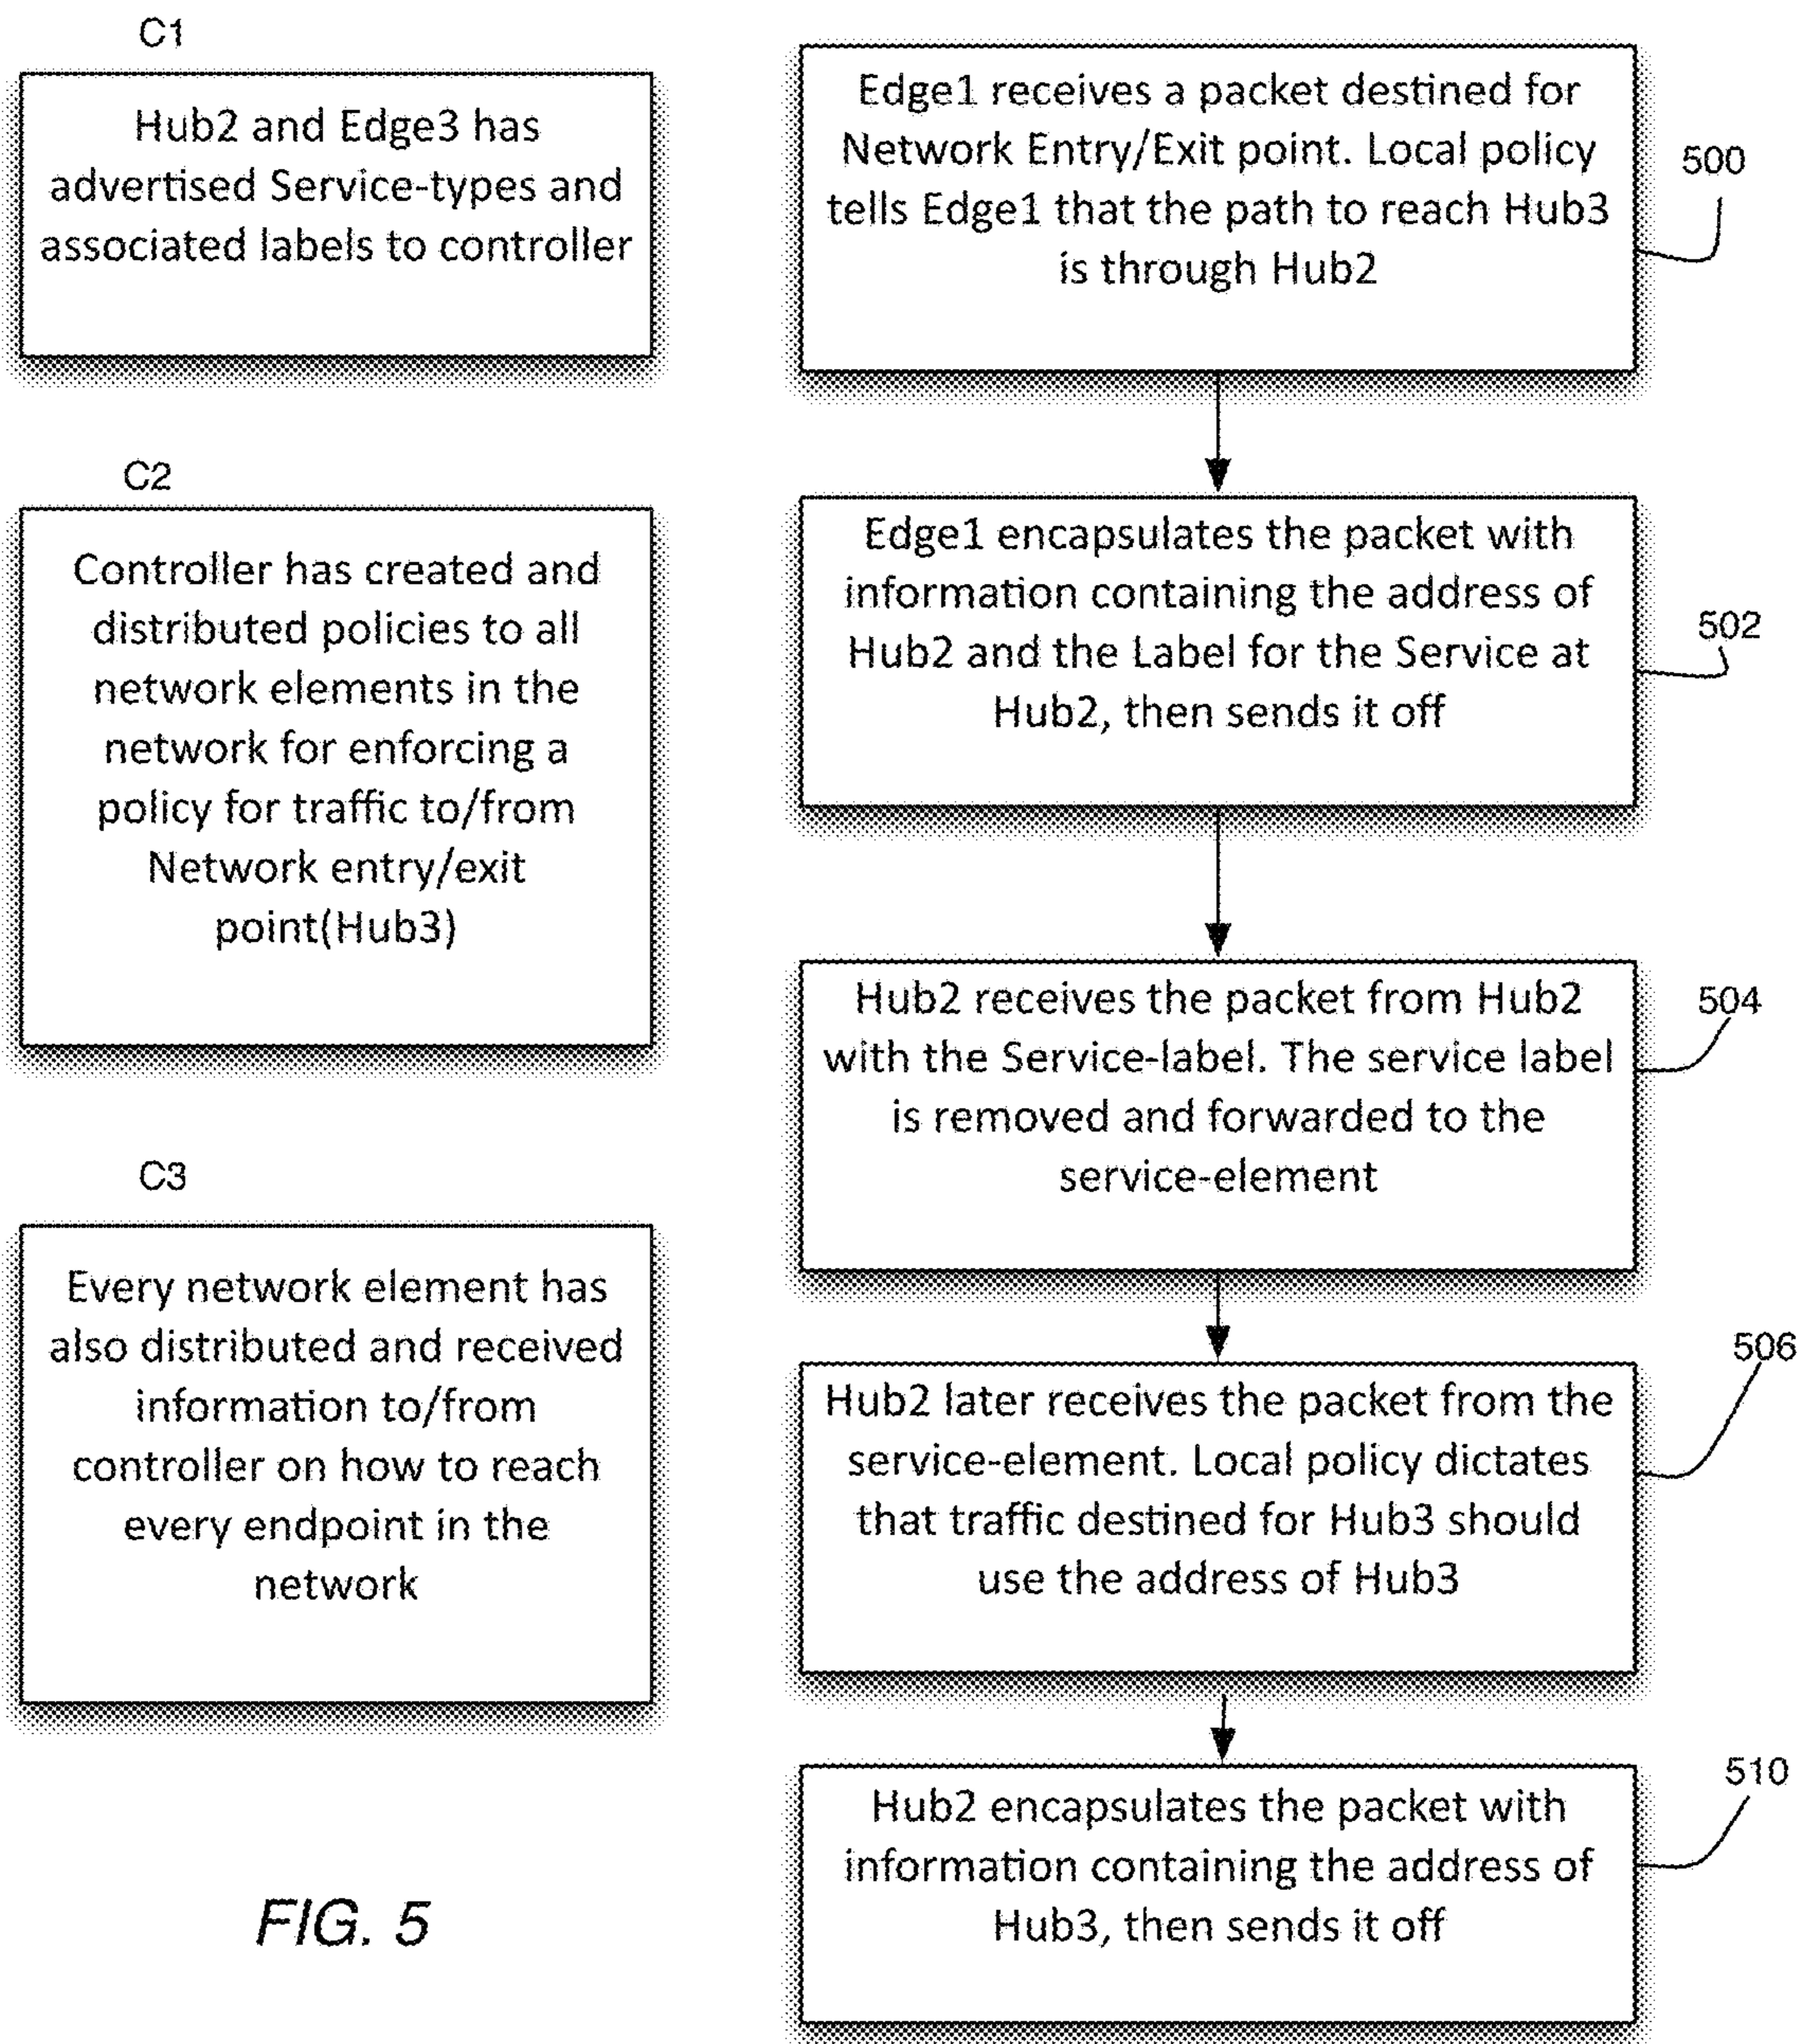 C1
Hub2 and Edge3 has
advertised Service-types and
associated labels to controller
C2
Controller has created and
distributed policies to all
network elements in the
network for enforcing a
policy for traffic to/from
Network entry/exit
point(Hub3)
C3
Every network element has
also distributed and received
information to/from
controller on how to reach
every endpoint in the
network
Edge1 receives a packet destined for
Network Entry/Exit point. Local policy
tells Edge1 that the path to reach Hub3
is through Hub2
500
Edge1 encapsulates the packet with
information containing the address of
Hub2 and the Label for the Service at
Hub2, then sends it off
502
Hub2 receives the packet from Hub2
with the Service-label. The service label
is removed and forwarded to the
service-element
504
Hub2 later receives the packet from the
service-element. Local policy dictates
that traffic destined for Hub3 should
use the address of Hub3
506
Hub2 encapsulates the packet with
information containing the address of
Hub3, then sends it off
510
FIG. 5